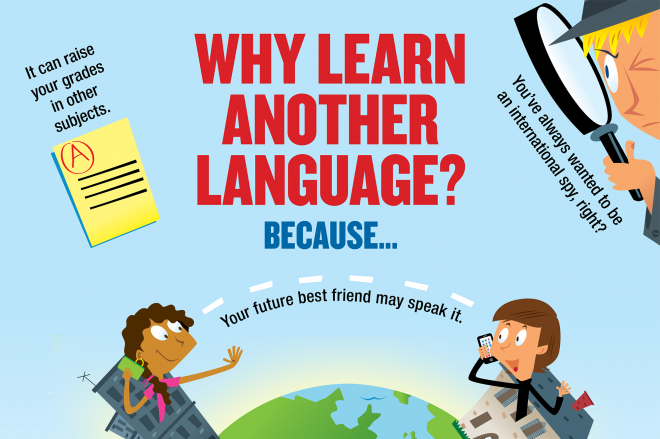 WHY LEARN
ANOTHER
LANGUAGE?
BECAUSE...
It can raise
your grades
in other
subjects.
A
You've always wanted to be
an international spy, right?
Your future best friend may speak it.